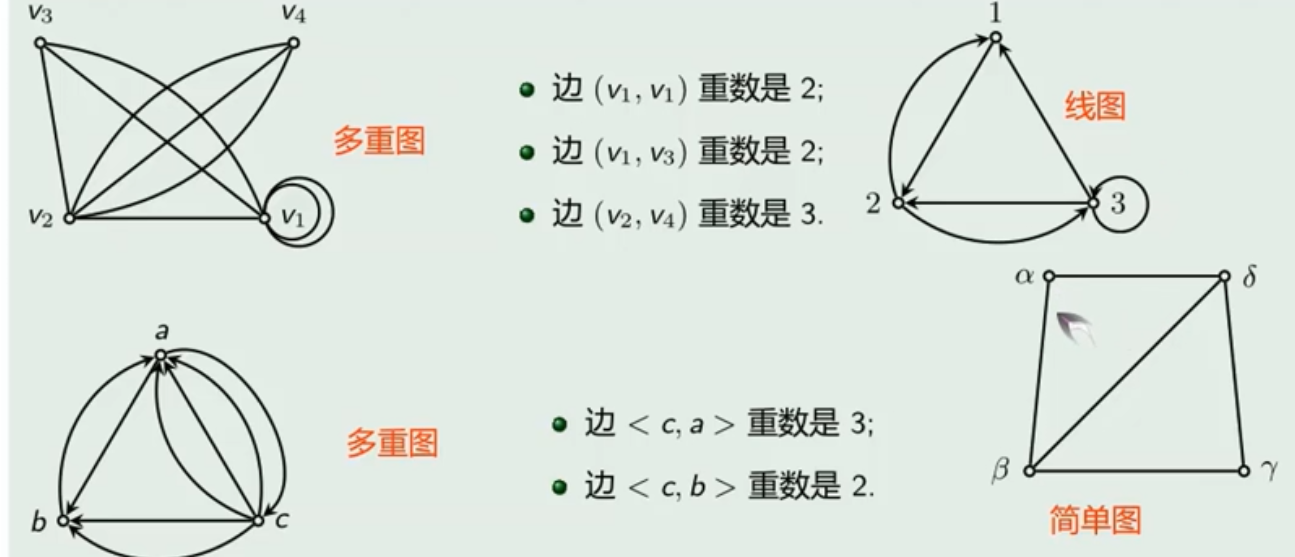 v₃
v₄
v₂
v₁
多重图
● 边 (v₁, v₁) 重数是 2;
● 边 (v₁, v₃) 重数是 2;
● 边 (v₂, v₄) 重数是 3.
1
2
3
线图
a
b
c
多重图
● 边 < c, a > 重数是 3;
● 边 < c, b > 重数是 2.
α
δ
β
γ
简单图